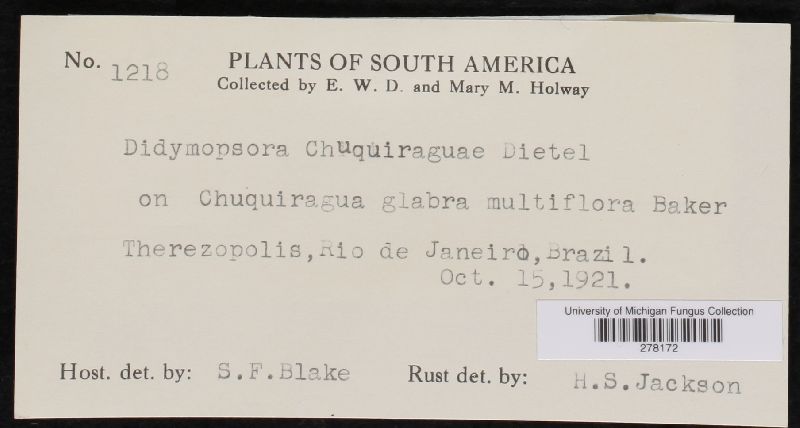 No. 1218
PLANTS OF SOUTH AMERICA
Collected by E. W. D. and Mary M. Holway
Didymopsora Chuquiraguae Dietel
on Chuquiragua glabra multiflora Baker
Therezopolis,Rio de Janeiro,Brazil.
Oct. 15,1921.
University of Michigan Fungus Collection
278172
Host. det. by: S.F.Blake Rust det. by: H.S.Jackson